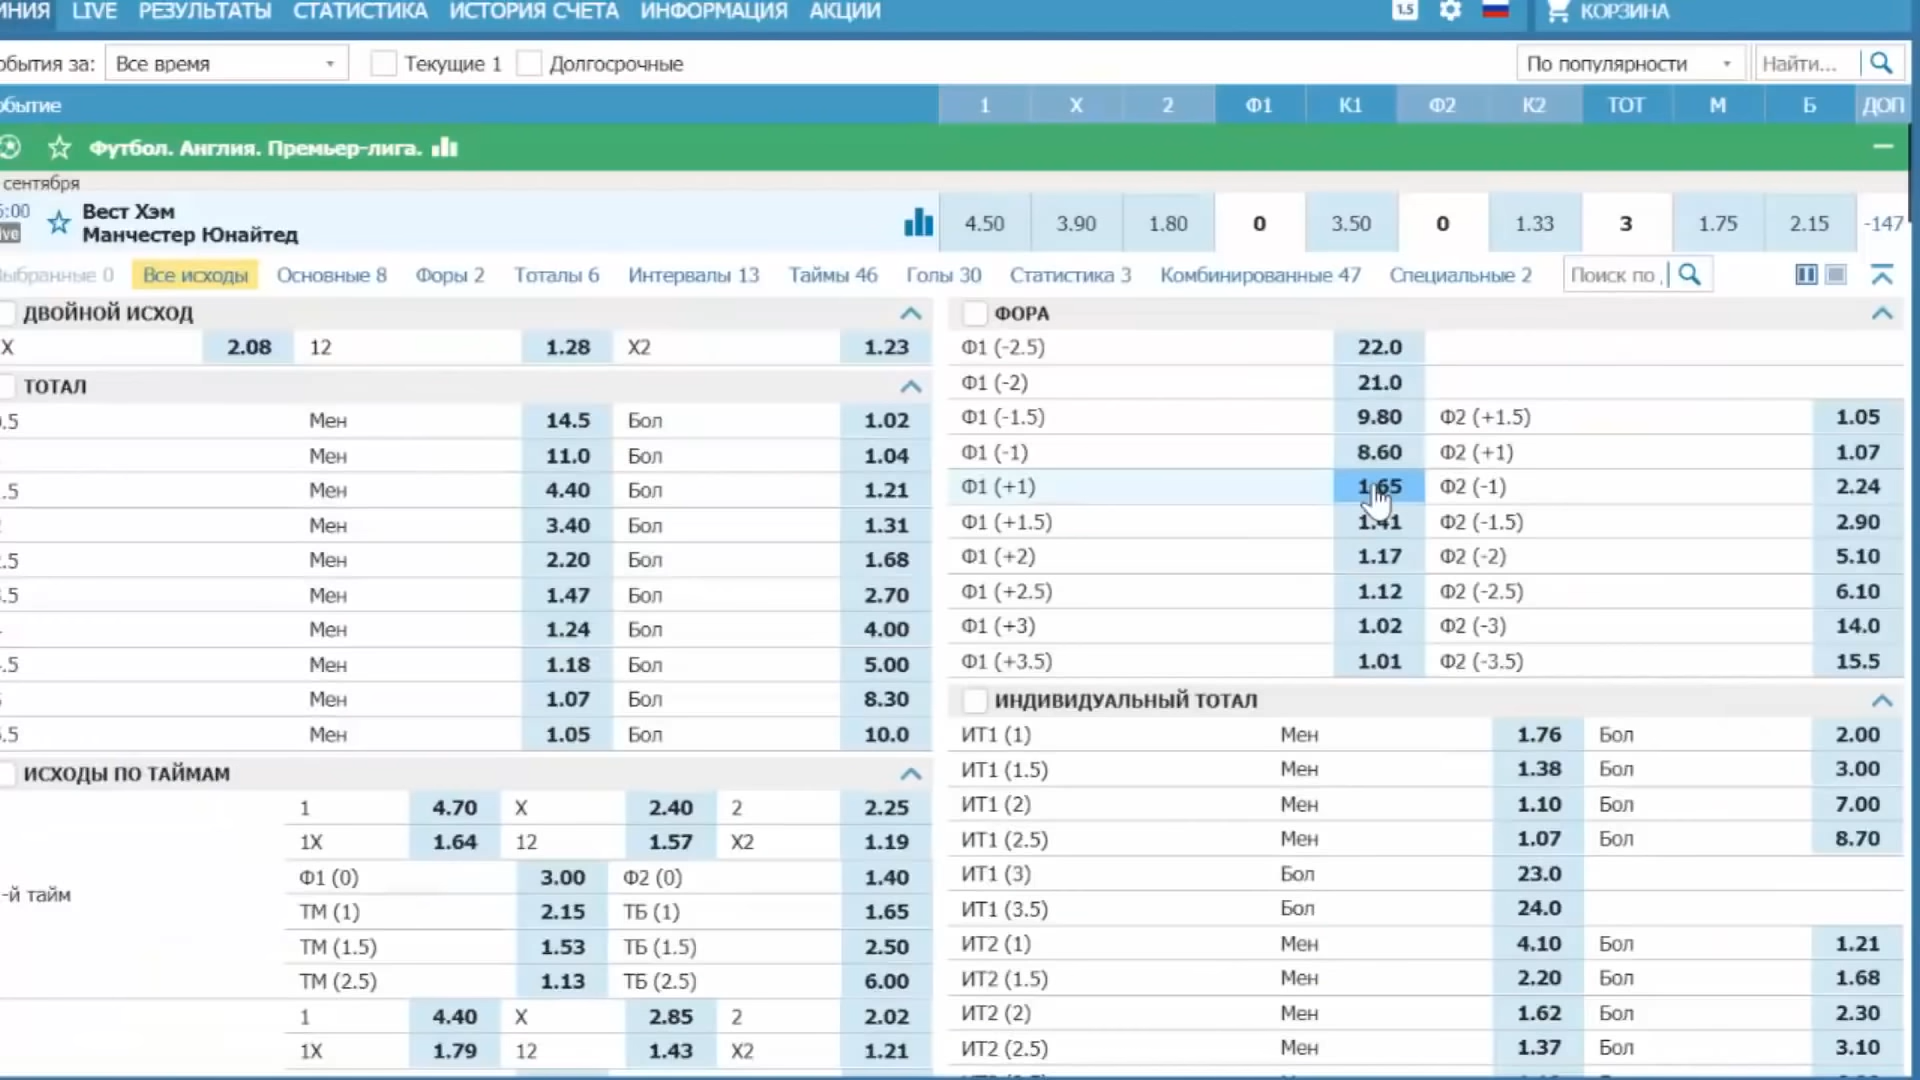 LIVE РЕЗУЛЬТАТЫ СТАТИСТИКА ИСТОРИЯ СЧЕТА ИНФОРМАЦИЯ АКЦИИ 1.5 КОРЗИНА
за: Все время Текущие 1 Долгосрочные По популярности Найти...
1 X 2 Ф1 К1 Ф2 К2 ТОТ М Б ДОП
Футбол. Англия. Премьер-лига.
сентября
Вест Хэм
Манчестер Юнайтед
4.50 3.90 1.80 0 3.50 0 1.33 3 1.75 2.15 -147
0 Все исходы Основные 8 Форы 2 Тоталы 6 Интервалы 13 Таймы 46 Голы 30 Статистика 3 Комбинированные 47 Специальные 2 Поиск по
ДВОЙНОЙ ИСХОД
X 2.08 12 1.28 X2 1.23
ТОТАЛ
.5 Мен 14.5 Бол 1.02
Мен 11.0 Бол 1.04
.5 Мен 4.40 Бол 1.21
Мен 3.40 Бол 1.31
.5 Мен 2.20 Бол 1.68
.5 Мен 1.47 Бол 2.70
Мен 1.24 Бол 4.00
.5 Мен 1.18 Бол 5.00
Мен 1.07 Бол 8.30
.5 Мен 1.05 Бол 10.0
ИСХОДЫ ПО ТАЙМАМ
1 4.70 X 2.40 2 2.25
1X 1.64 12 1.57 X2 1.19
-й тайм
Ф1 (0) 3.00 Ф2 (0) 1.40
ТМ (1) 2.15 ТБ (1) 1.65
ТМ (1.5) 1.53 ТБ (1.5) 2.50
ТМ (2.5) 1.13 ТБ (2.5) 6.00
1 4.40 X 2.85 2 2.02
1X 1.79 12 1.43 X2 1.21
ФОРА
Ф1 (-2.5) 22.0
Ф1 (-2) 21.0
Ф1 (-1.5) 9.80 Ф2 (+1.5) 1.05
Ф1 (-1) 8.60 Ф2 (+1) 1.07
Ф1 (+1) 1.65 Ф2 (-1) 2.24
Ф1 (+1.5) 1.41 Ф2 (-1.5) 2.90
Ф1 (+2) 1.17 Ф2 (-2) 5.10
Ф1 (+2.5) 1.12 Ф2 (-2.5) 6.10
Ф1 (+3) 1.02 Ф2 (-3) 14.0
Ф1 (+3.5) 1.01 Ф2 (-3.5) 15.5
ИНДИВИДУАЛЬНЫЙ ТОТАЛ
ИТ1 (1) Мен 1.76 Бол 2.00
ИТ1 (1.5) Мен 1.38 Бол 3.00
ИТ1 (2) Мен 1.10 Бол 7.00
ИТ1 (2.5) Мен 1.07 Бол 8.70
ИТ1 (3) Бол 23.0
ИТ1 (3.5) Бол 24.0
ИТ2 (1) Мен 4.10 Бол 1.21
ИТ2 (1.5) Мен 2.20 Бол 1.68
ИТ2 (2) Мен 1.62 Бол 2.30
ИТ2 (2.5) Мен 1.37 Бол 3.10